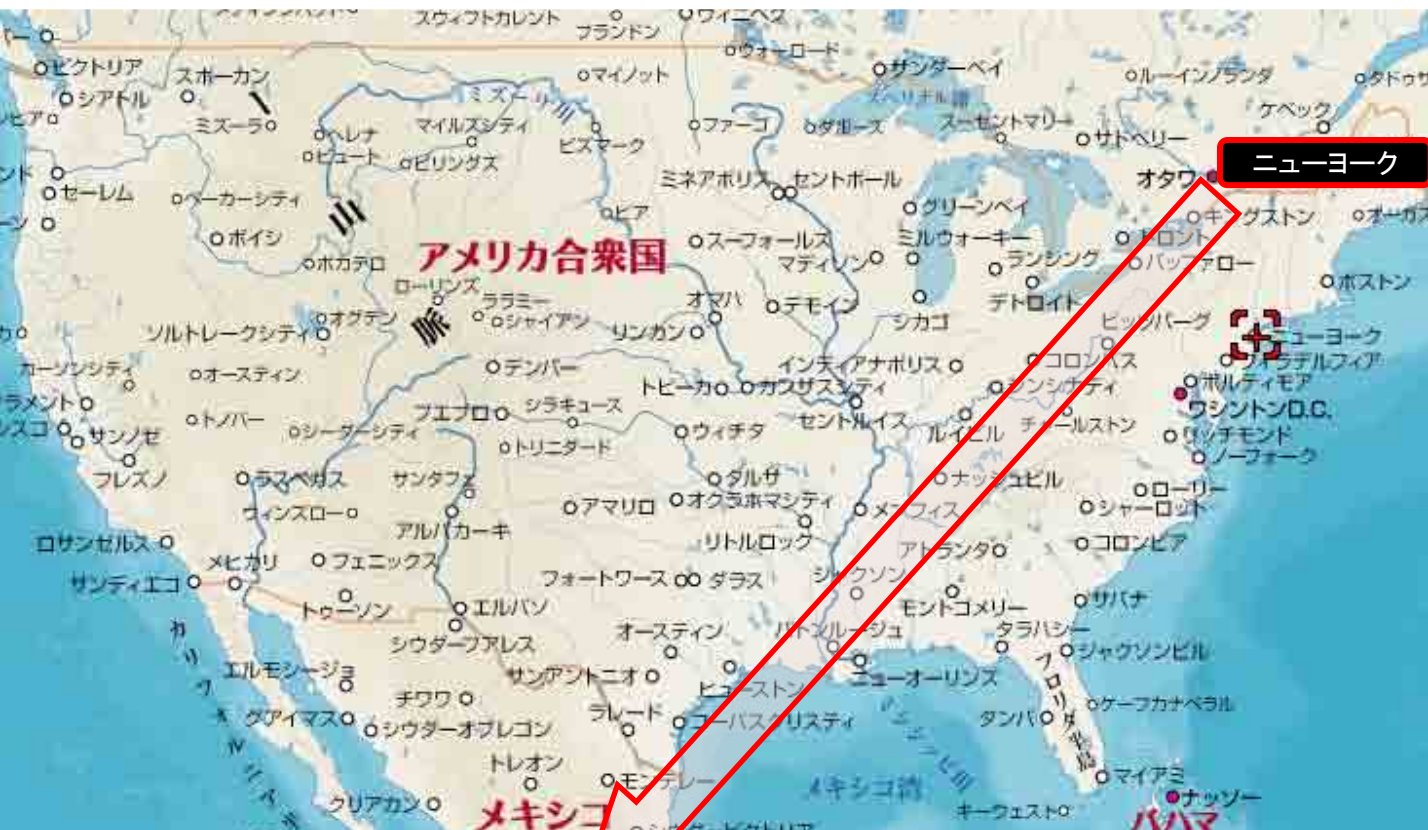 スウィフトカレント
ウィニペグ
ブランドン
ウォーロード
ビクトリア
スポーカン
マイノット
サンダーベイ
ルーインノランダ
シアトル
ミズーリ川
ケベック
ミズーラ
ヘレナ
マイルズシティ
ファーゴ
ダルース
スーセントマリー
サドベリー
ビュート
ビリングス
ビズマーク
ニューヨーク
セーレム
ベーカーシティ
ミネアポリス
セントポール
オタワ
山
ピア
グリーンベイ
キングストン
ボイシ
アメリカ合衆国
スーフォールス
ミルウォーキー
トロント
ポカテロ
マディソン
ランシング
バッファロー
ローリンズ
ララミー
オマハ
デモイン
デトロイト
ボストン
ソルトレークシティ
オグデン
脈
シャイアン
リンカン
シカゴ
ピッツバーグ
ニューヨーク
カーソンシティ
オースティン
デンバー
インディアナポリス
コロンバス
フィラデルフィア
トピーカ
カンザスシティ
シンシナティ
ボルティモア
トノパー
シーダーシティ
プエブロ
シラキュース
セントルイス
ワシントンD.C.
サンノゼ
トリニダード
ウィチタ
ルイビル
チャールストン
リッチモンド
ノーフォーク
フレズノ
ラスベガス
サンタフェ
タルサ
ナッシュビル
ウィンズロー
アマリロ
オクラホマシティ
メンフィス
ローリー
シャーロット
アルバカーキ
ロサンゼルス
メヒカリ
フェニックス
リトルロック
アトランタ
コロンビア
サンディエゴ
フォートワース
ダラス
ジャクソン
トゥーソン
エルパソ
モントゴメリー
サバナ
シウダーフアレス
オースティン
バトンルージュ
タラハシー
ジャクソンビル
エルモシージョ
サンアントニオ
ヒューストン
ニューオーリンズ
フロリダ半島
チワワ
ラレード
コーパスクリスティ
タンパ
ケープカナベラル
グアイマス
シウダーオブレゴン
トレオン
モンテレー
メキシコ湾
マイアミ
クリアカン
メキシコ
キーウェスト
ナッソー
バハマ
シウダービクトリア